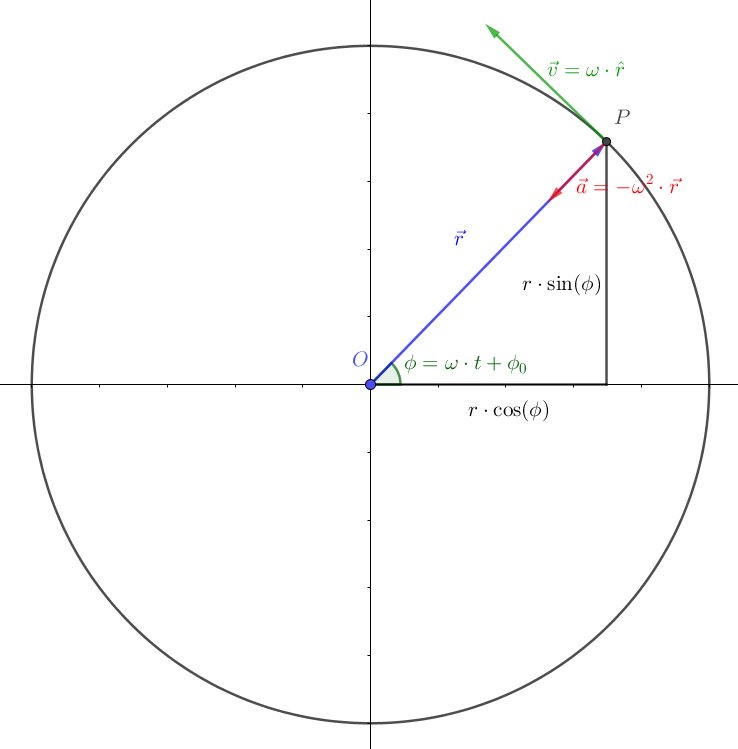 v⃗ = ω · r̂
P
a⃗ = −ω² · r⃗
r⃗
r · sin(ϕ)
O
ϕ = ω · t + ϕ₀
r · cos(ϕ)